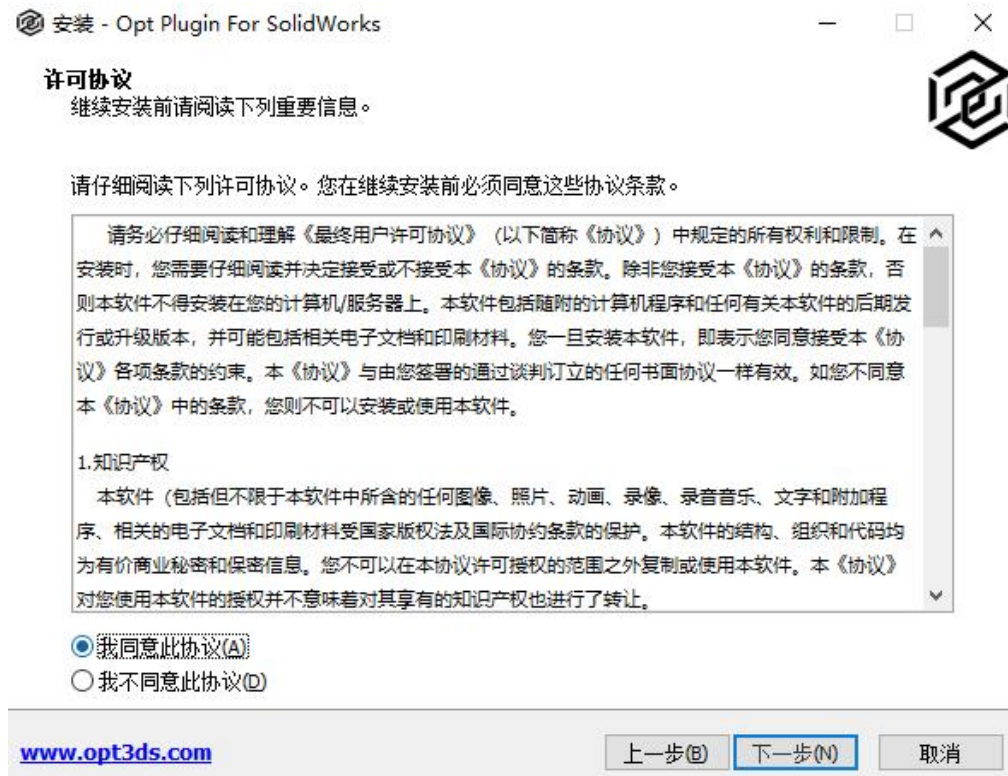 安装 - Opt Plugin For SolidWorks
许可协议
继续安装前请阅读下列重要信息。
请仔细阅读下列许可协议。您在继续安装前必须同意这些协议条款。
请务必仔细阅读和理解《最终用户许可协议》（以下简称《协议》）中规定的所有权利和限制。在
安装时，您需要仔细阅读并决定接受或不接受本《协议》的条款。除非您接受本《协议》的条款，否
则本软件不得安装在您的计算机/服务器上。本软件包括随附的计算机程序和任何有关本软件的后期发
行或升级版本，并可能包括相关电子文档和印刷材料。您一旦安装本软件，即表示您同意接受本《协
议》各项条款的约束。本《协议》与由您签署的通过谈判订立的任何书面协议一样有效。如您不同意
本《协议》中的条款，您则不可以安装或使用本软件。
1.知识产权
本软件（包括但不限于本软件中所含的任何图像、照片、动画、录像、录音音乐、文字和附加程
序、相关的电子文档和印刷材料受国家版权法及国际协约条款的保护。本软件的结构、组织和代码均
为有价商业秘密和保密信息。您不可以在本协议许可授权的范围之外复制或使用本软件。本《协议》
对您使用本软件的授权并不意味着对其享有的知识产权也进行了转让。
我同意此协议(A)
我不同意此协议(D)
www.opt3ds.com
上一步(B)
下一步(N)
取消